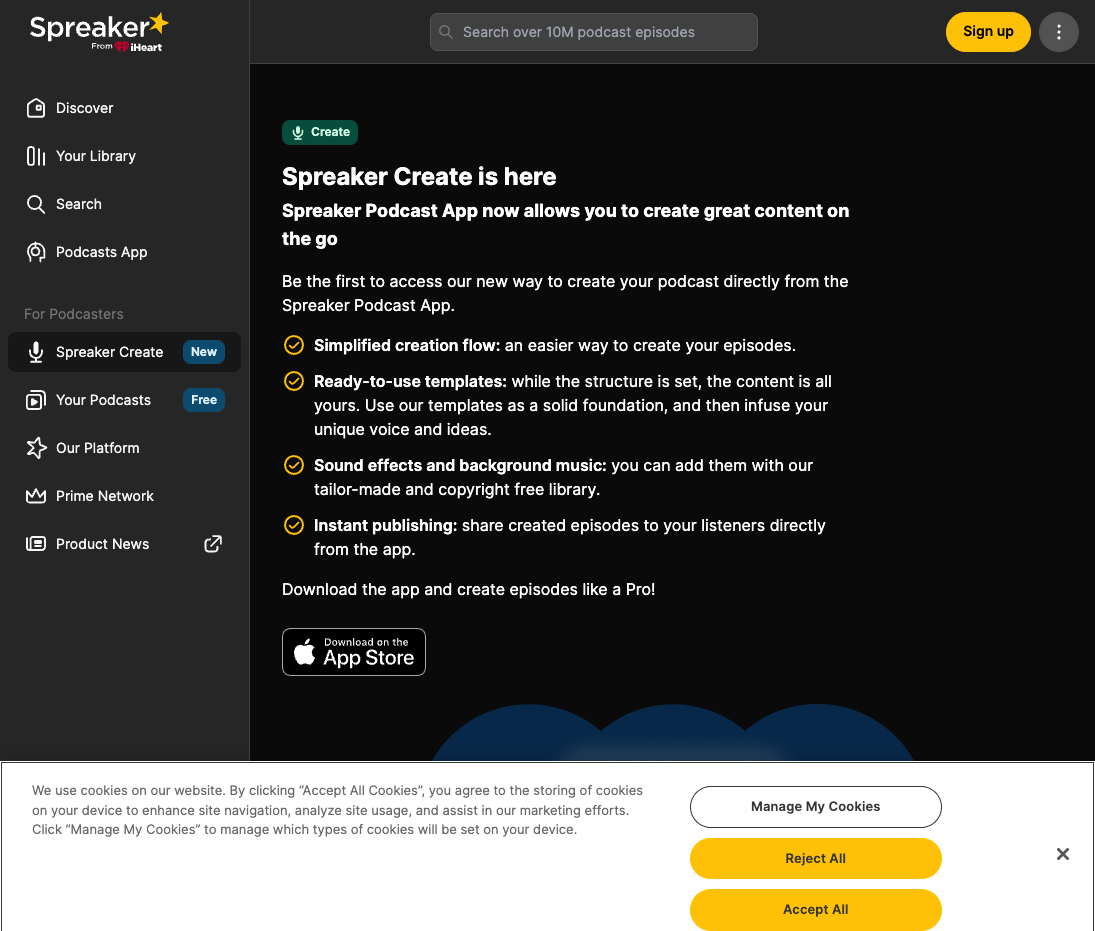 Spreaker
From iHeart
Search over 10M podcast episodes
Sign up
Discover
Your Library
Search
Podcasts App
For Podcasters
Spreaker Create New
Your Podcasts Free
Our Platform
Prime Network
Product News
Create
Spreaker Create is here
Spreaker Podcast App now allows you to create great content on
the go
Be the first to access our new way to create your podcast directly from the
Spreaker Podcast App.
Simplified creation flow: an easier way to create your episodes.
Ready-to-use templates: while the structure is set, the content is all
yours. Use our templates as a solid foundation, and then infuse your
unique voice and ideas.
Sound effects and background music: you can add them with our
tailor-made and copyright free library.
Instant publishing: share created episodes to your listeners directly
from the app.
Download the app and create episodes like a Pro!
Download on the
App Store
We use cookies on our website. By clicking “Accept All Cookies”, you agree to the storing of cookies
on your device to enhance site navigation, analyze site usage, and assist in our marketing efforts.
Click “Manage My Cookies” to manage which types of cookies will be set on your device.
Manage My Cookies
Reject All
Accept All